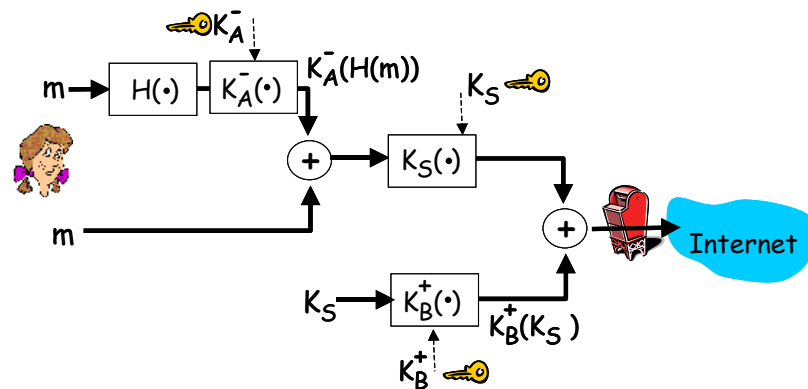 K_A^-
m
H(•)
K_A^-(•)
K_A^-(H(m))
K_S
+
K_S(•)
m
+
Internet
K_S
K_B^+(•)
K_B^+(K_S )
K_B^+